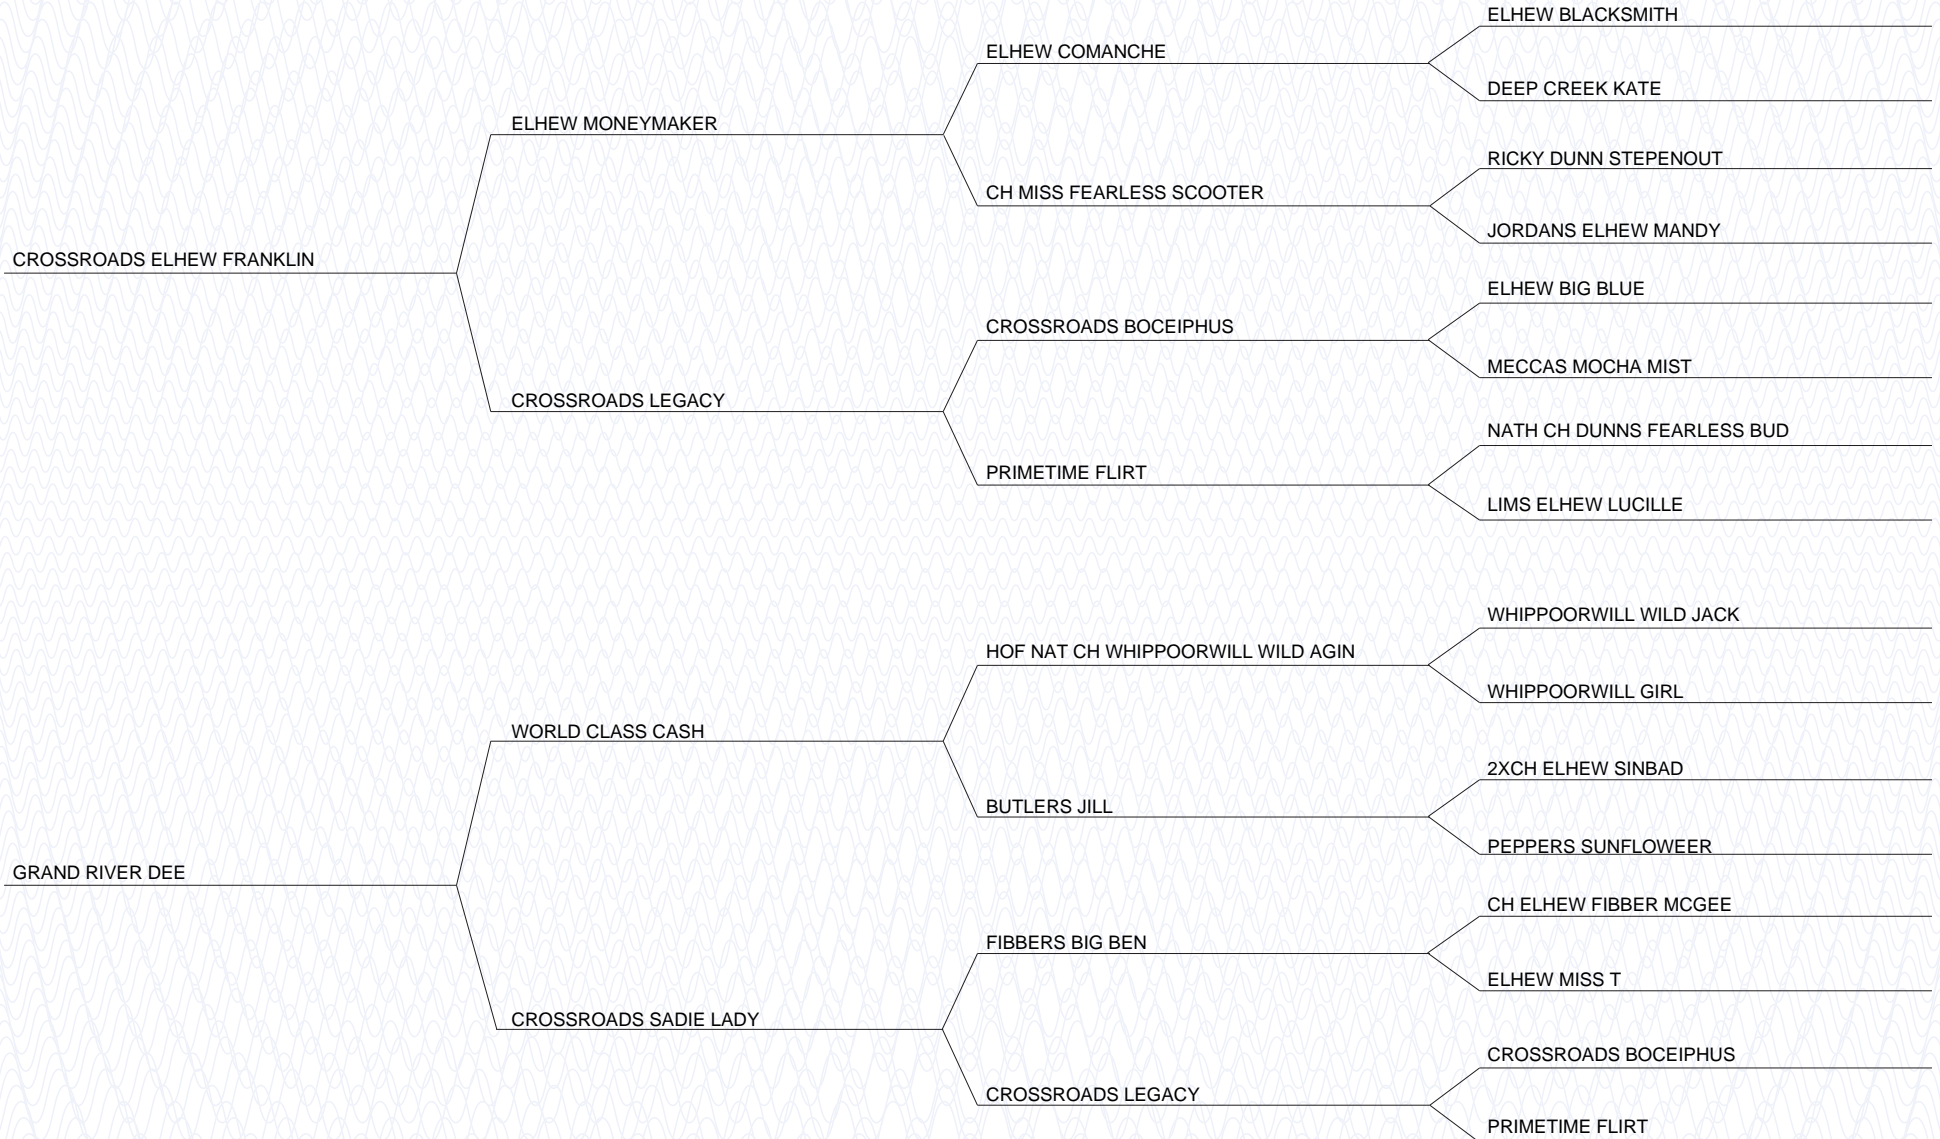 ELHEW BLACKSMITH
ELHEW COMANCHE
DEEP CREEK KATE
ELHEW MONEYMAKER
RICKY DUNN STEPENOUT
CH MISS FEARLESS SCOOTER
JORDANS ELHEW MANDY
CROSSROADS ELHEW FRANKLIN
ELHEW BIG BLUE
CROSSROADS BOCEIPHUS
MECCAS MOCHA MIST
CROSSROADS LEGACY
NATH CH DUNNS FEARLESS BUD
PRIMETIME FLIRT
LIMS ELHEW LUCILLE
WHIPPOORWILL WILD JACK
HOF NAT CH WHIPPOORWILL WILD AGIN
WHIPPOORWILL GIRL
WORLD CLASS CASH
2XCH ELHEW SINBAD
BUTLERS JILL
PEPPERS SUNFLOWEER
GRAND RIVER DEE
CH ELHEW FIBBER MCGEE
FIBBERS BIG BEN
ELHEW MISS T
CROSSROADS SADIE LADY
CROSSROADS BOCEIPHUS
CROSSROADS LEGACY
PRIMETIME FLIRT